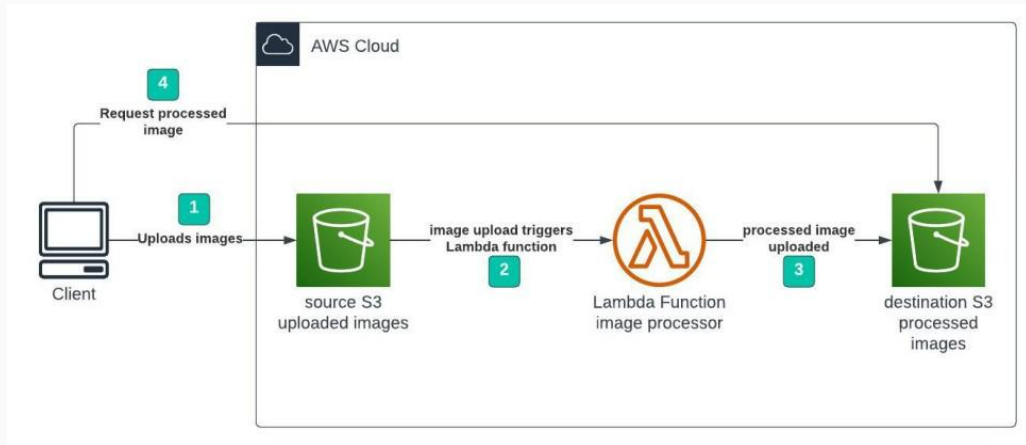 AWS Cloud
4
Request processed
image
1
Uploads images
image upload triggers
Lambda function
2
processed image
uploaded
3
Client
source S3
uploaded images
Lambda Function
image processor
destination S3
processed
images